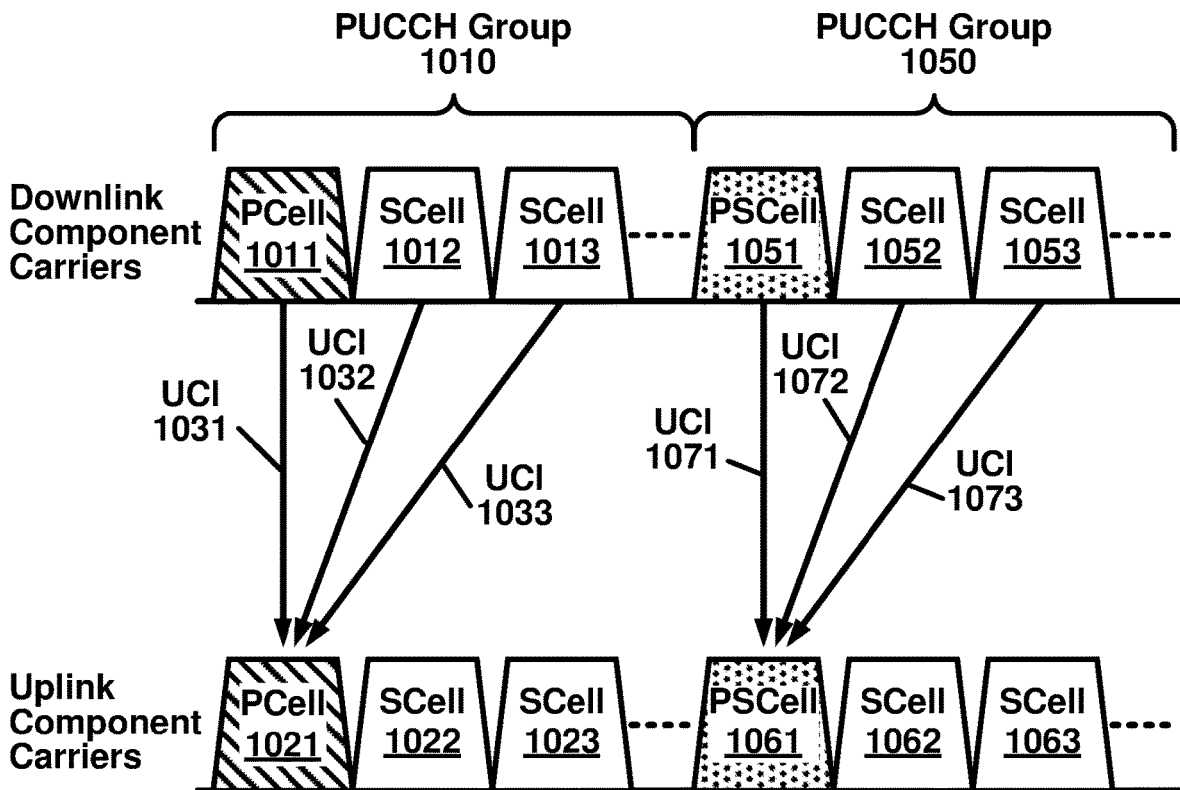 PUCCH Group
1010
PUCCH Group
1050
Downlink
Component
Carriers
PCell
1011
SCell
1012
SCell
1013
PSCell
1051
SCell
1052
SCell
1053
UCI
1031
UCI
1032
UCI
1033
UCI
1071
UCI
1072
UCI
1073
Uplink
Component
Carriers
PCell
1021
SCell
1022
SCell
1023
PSCell
1061
SCell
1062
SCell
1063